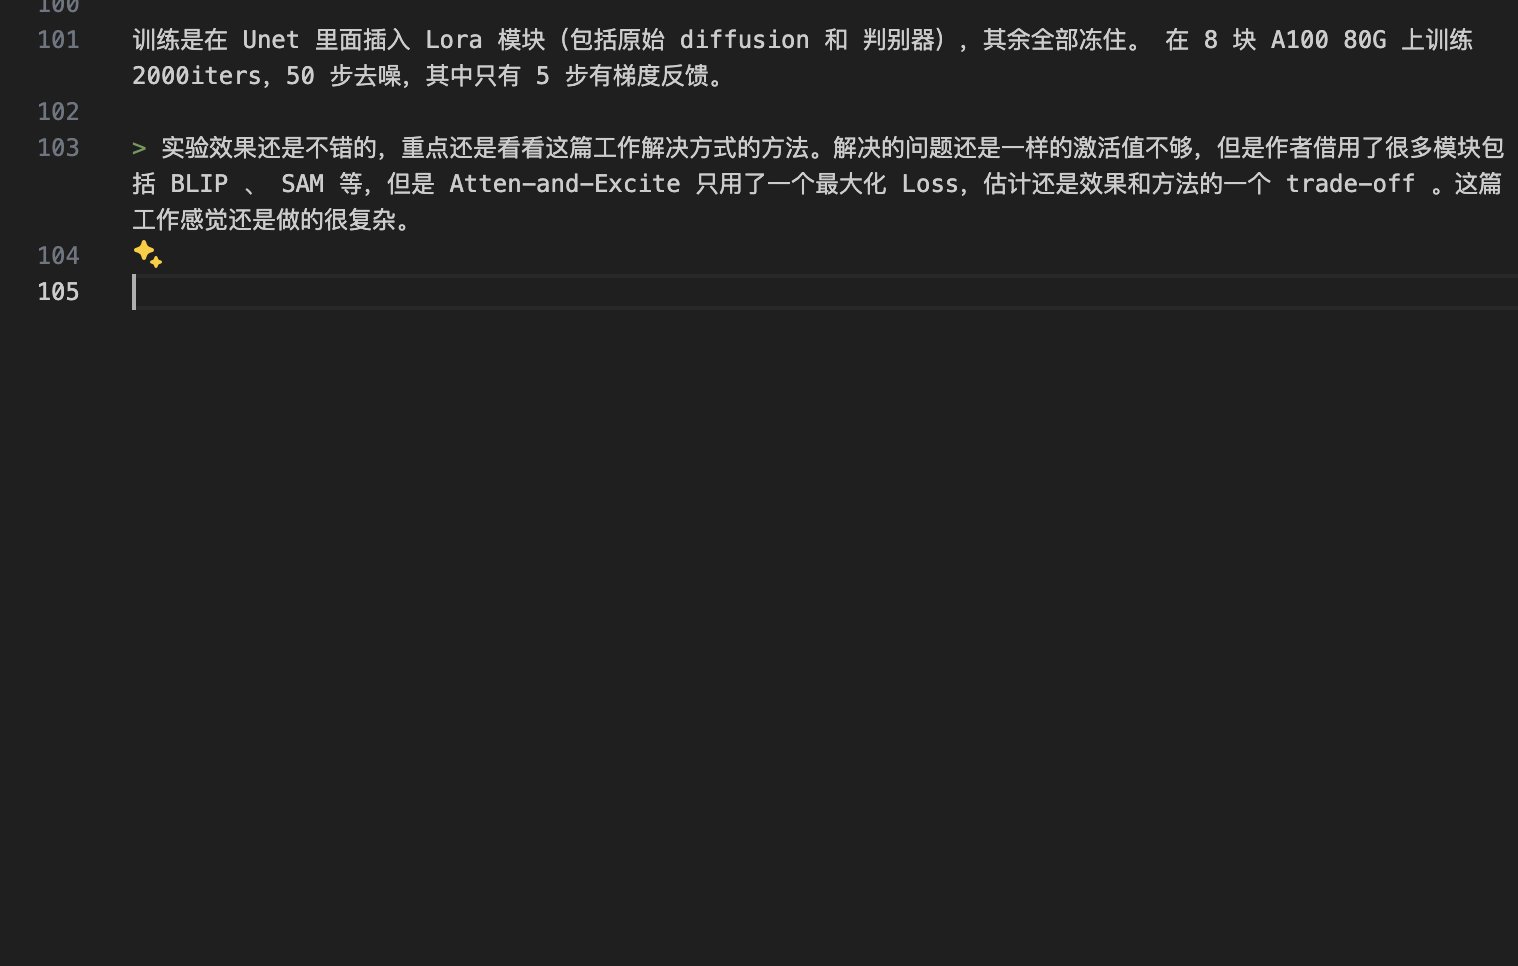 100
101 训练是在 Unet 里面插入 Lora 模块（包括原始 diffusion 和 判别器），其余全部冻住。 在 8 块 A100 80G 上训练
2000iters，50 步去噪，其中只有 5 步有梯度反馈。
102
103 > 实验效果还是不错的，重点还是看看这篇工作解决方式的方法。解决的问题还是一样的激活值不够，但是作者借用了很多模块包
括 BLIP 、 SAM 等，但是 Atten-and-Excite 只用了一个最大化 Loss，估计还是效果和方法的一个 trade-off 。这篇
工作感觉还是做的很复杂。
104
105